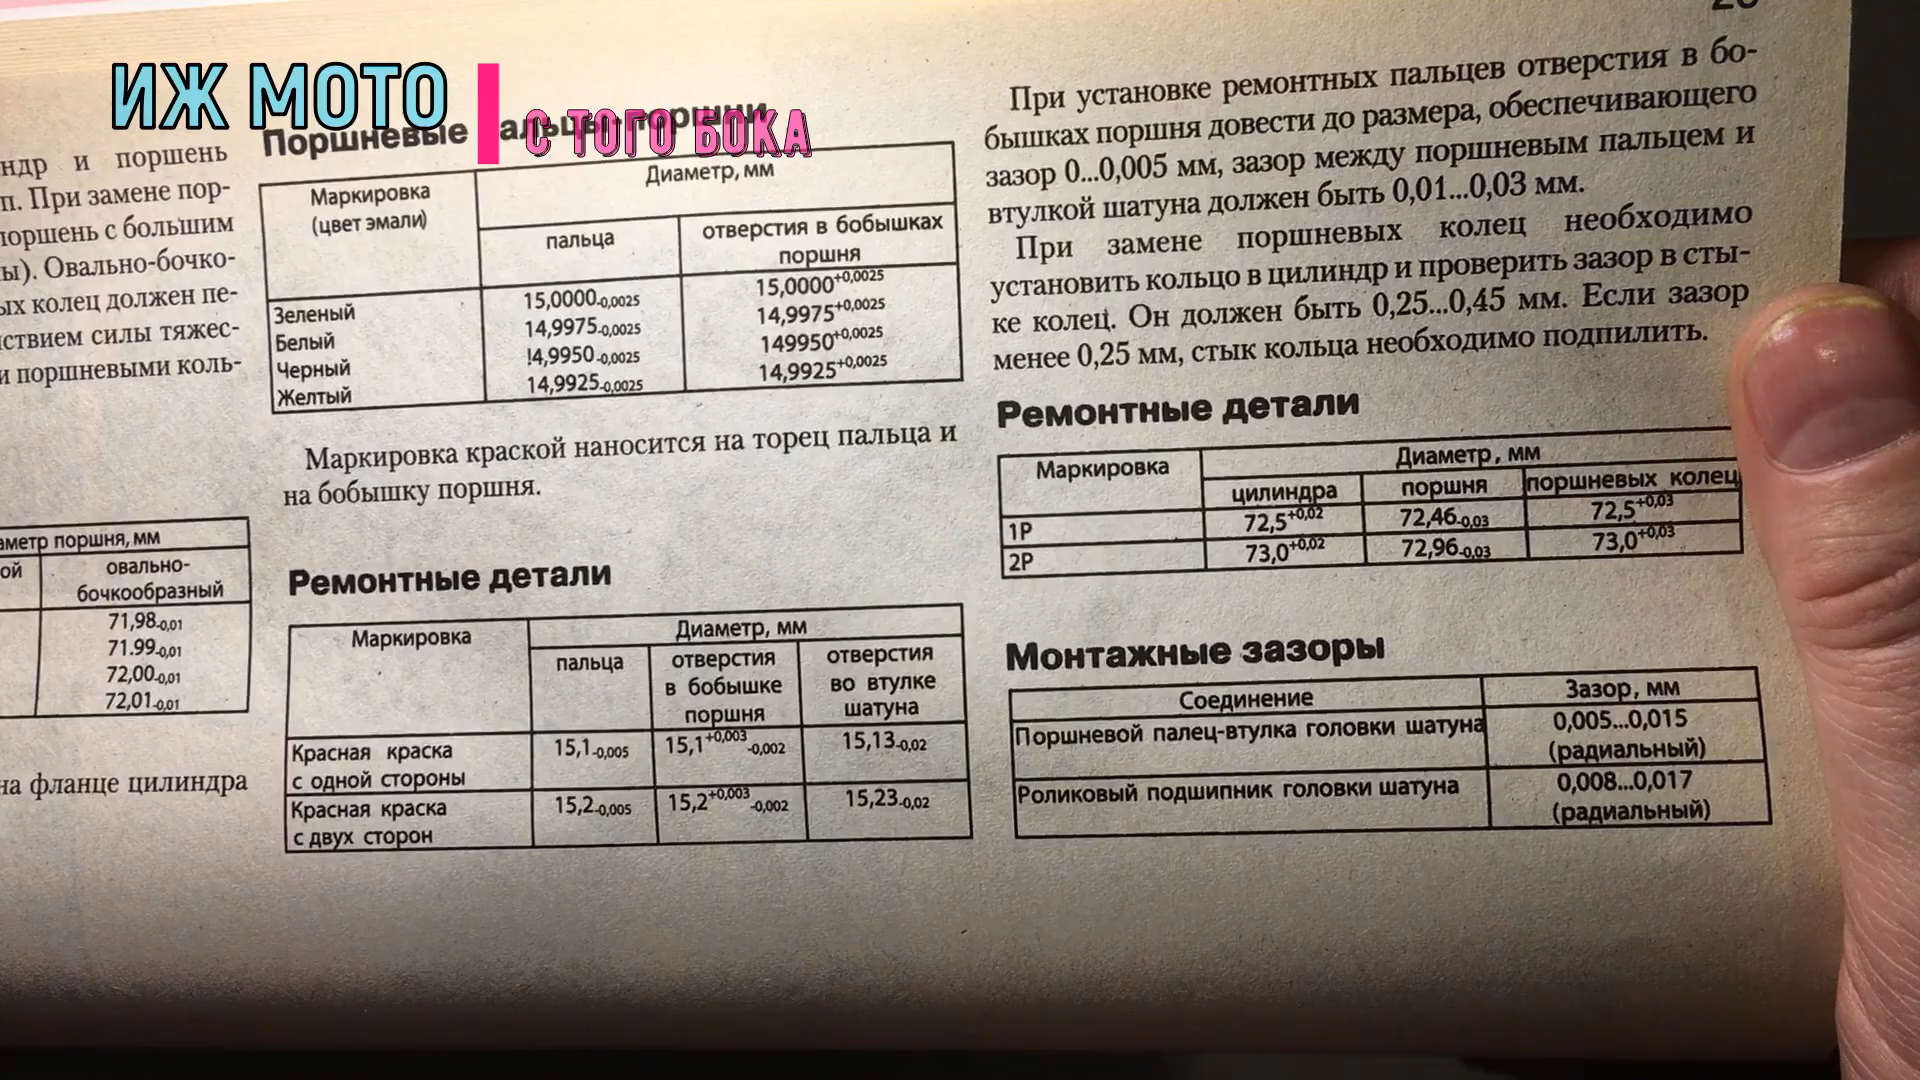 ИЖ МОТО
С ТОГО БОКА
ндр и поршень
п. При замене пор-
поршень с большим
ы). Овально-бочко-
ых колец должен пе-
йствием силы тяжес-
и поршневыми коль-
аметр поршня, мм
ой овально-
бочкообразный
71,98-0,01
71.99-0,01
72,00-0,01
72,01-0,01
на фланце цилиндра
Поршневые пальцы-поршни
Маркировка
(цвет эмали) Диаметр, мм
пальца отверстия в бобышках
поршня
Зеленый 15,0000-0,0025 15,0000+0,0025
Белый 14,9975-0,0025 14,9975+0,0025
Черный !4,9950-0,0025 149950+0,0025
Желтый 14,9925-0,0025 14,9925+0,0025
Маркировка краской наносится на торец пальца и
на бобышку поршня.
Ремонтные детали
Маркировка Диаметр, мм
пальца отверстия отверстия
в бобышке во втулке
поршня шатуна
Красная краска 15,1-0,005 15,1+0,003-0,002 15,13-0,02
с одной стороны
Красная краска 15,2-0,005 15,2+0,003-0,002 15,23-0,02
с двух сторон
При установке ремонтных пальцев отверстия в бо-
бышках поршня довести до размера, обеспечивающего
зазор 0...0,005 мм, зазор между поршневым пальцем и
втулкой шатуна должен быть 0,01...0,03 мм.
При замене поршневых колец необходимо
установить кольцо в цилиндр и проверить зазор в сты-
ке колец. Он должен быть 0,25...0,45 мм. Если зазор
менее 0,25 мм, стык кольца необходимо подпилить.
Ремонтные детали
Маркировка Диаметр, мм
цилиндра поршня поршневых колец
1Р 72,5+0,02 72,46-0,03 72,5+0,03
2Р 73,0+0,02 72,96-0,03 73,0+0,03
Монтажные зазоры
Соединение Зазор, мм
Поршневой палец-втулка головки шатуна 0,005...0,015
(радиальный)
Роликовый подшипник головки шатуна 0,008...0,017
(радиальный)